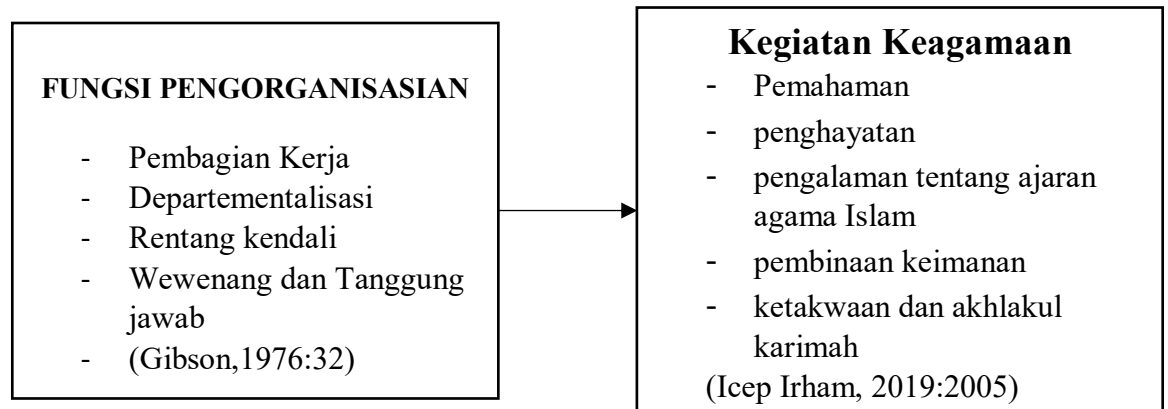 FUNGSI PENGORGANISASIAN
- Pembagian Kerja
- Departementalisasi
- Rentang kendali
- Wewenang dan Tanggung
jawab
- (Gibson,1976:32)
Kegiatan Keagamaan
- Pemahaman
- penghayatan
- pengalaman tentang ajaran
agama Islam
- pembinaan keimanan
- ketakwaan dan akhlakul
karimah
(Icep Irham, 2019:2005)